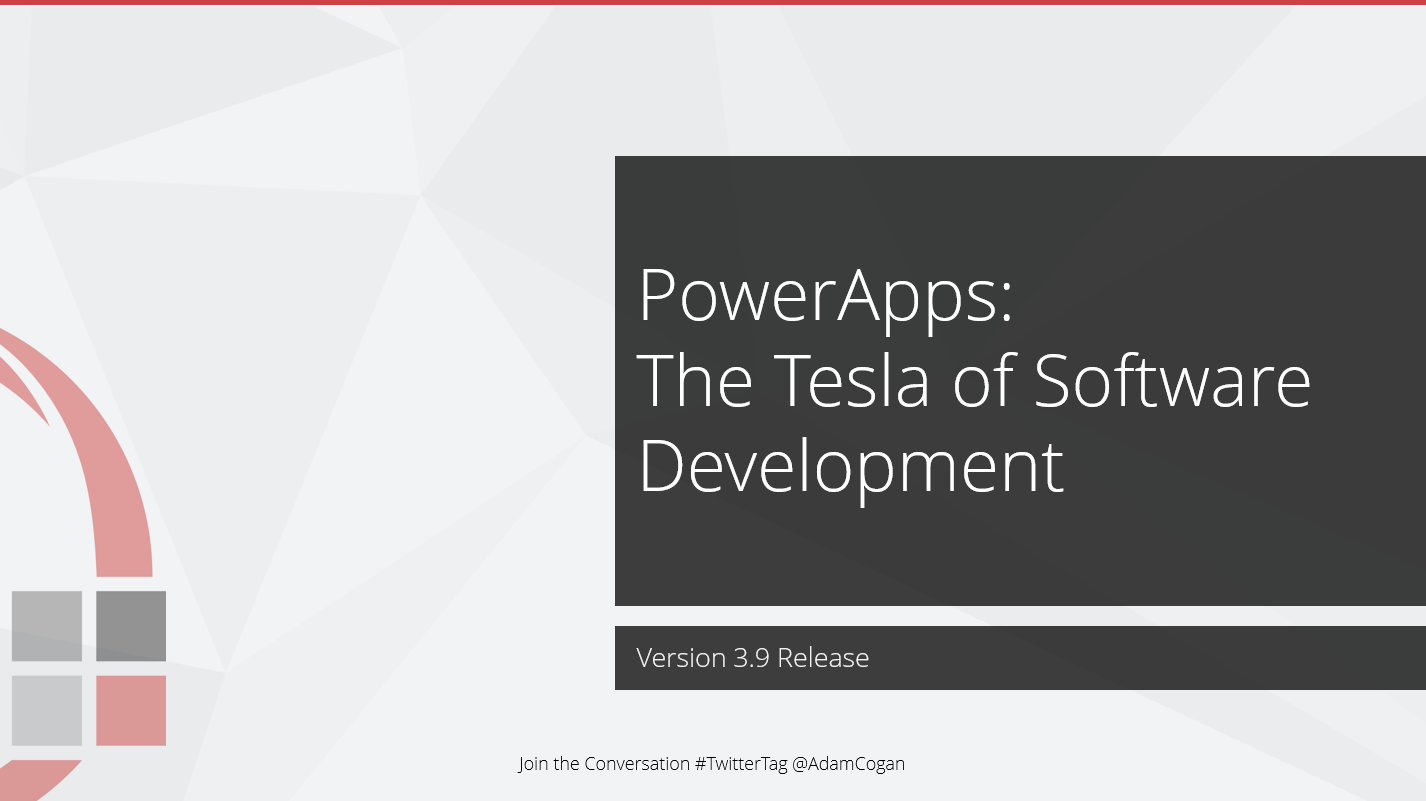 PowerApps:
The Tesla of Software
Development
Version 3.9 Release
Join the Conversation #TwitterTag @AdamCogan